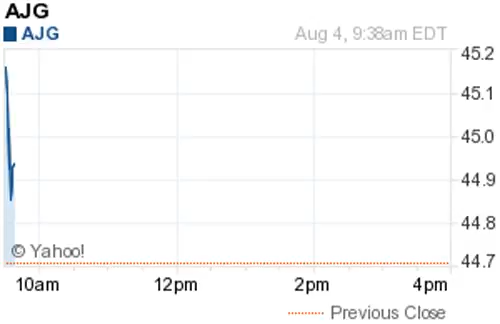 AJG
AJG Aug 4, 9:38am EDT
45.2
45.1
45.0
44.9
44.8
44.7
© Yahoo!
10am 12pm 2pm 4pm
Previous Close